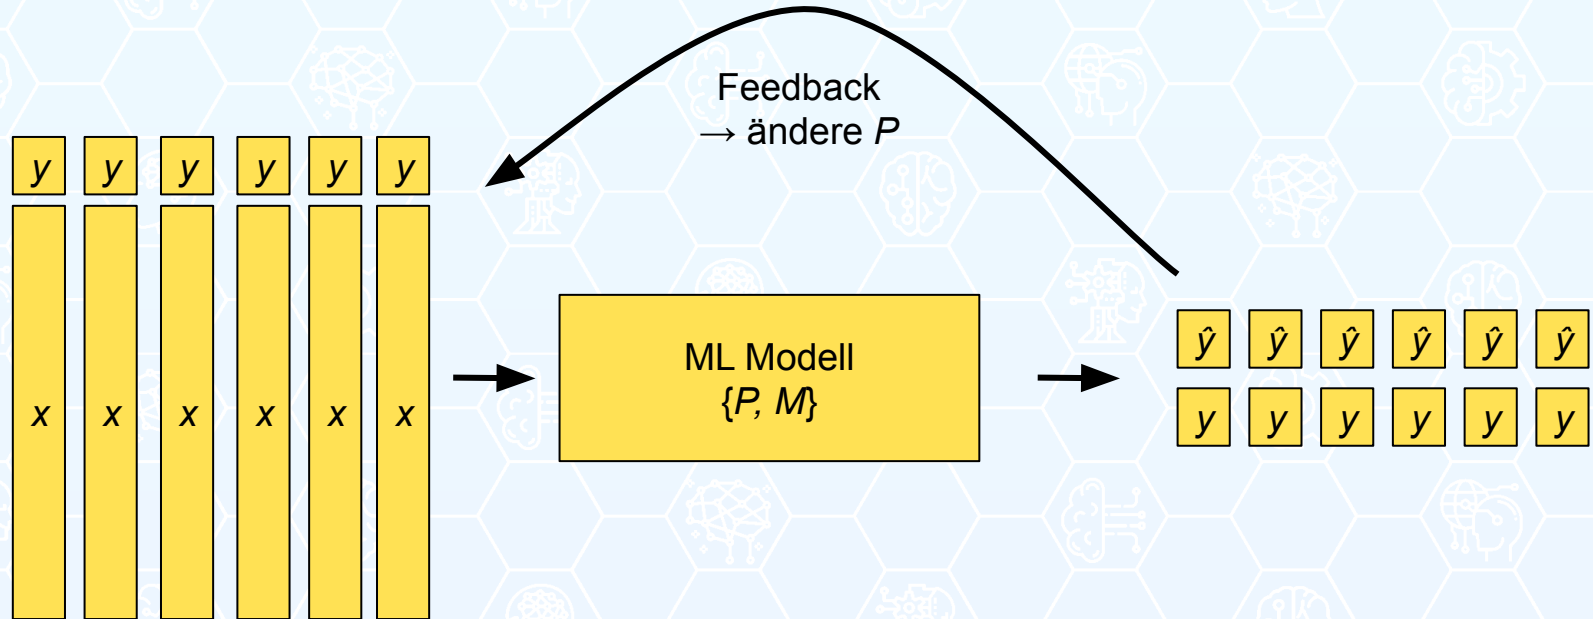 Feedback
→ ändere P
y y y y y y
x x x x x x
ML Modell
{P, M}
ŷ ŷ ŷ ŷ ŷ ŷ
y y y y y y